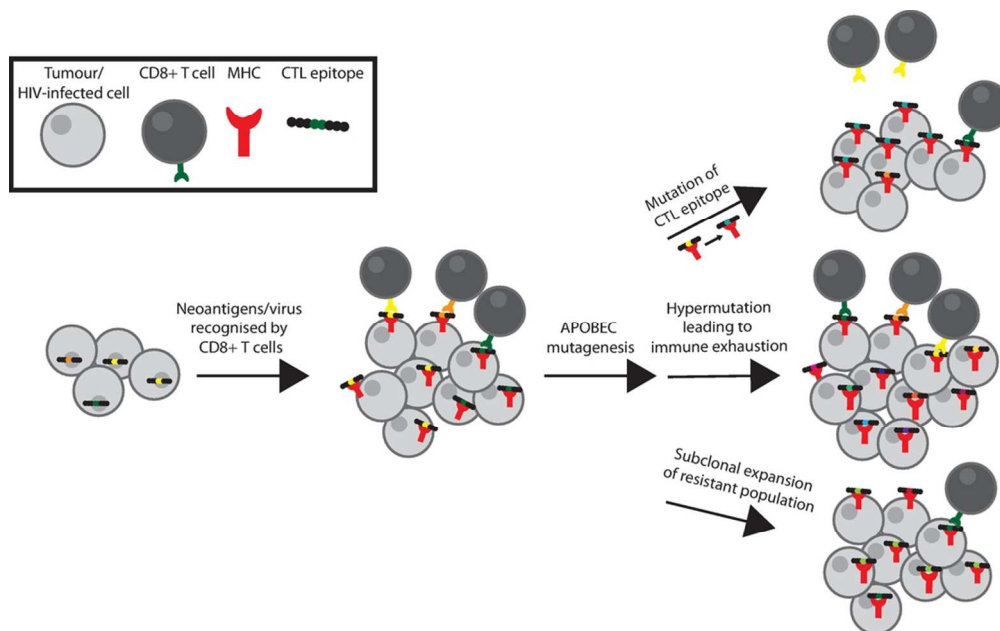 Tumour/
HIV-infected cell
CD8+ T cell
MHC
CTL epitope
Neoantigens/virus
recognised by
CD8+ T cells
APOBEC
mutagenesis
Mutation of
CTL epitope
Hypermutation
leading to
immune exhaustion
Subclonal expansion
of resistant population